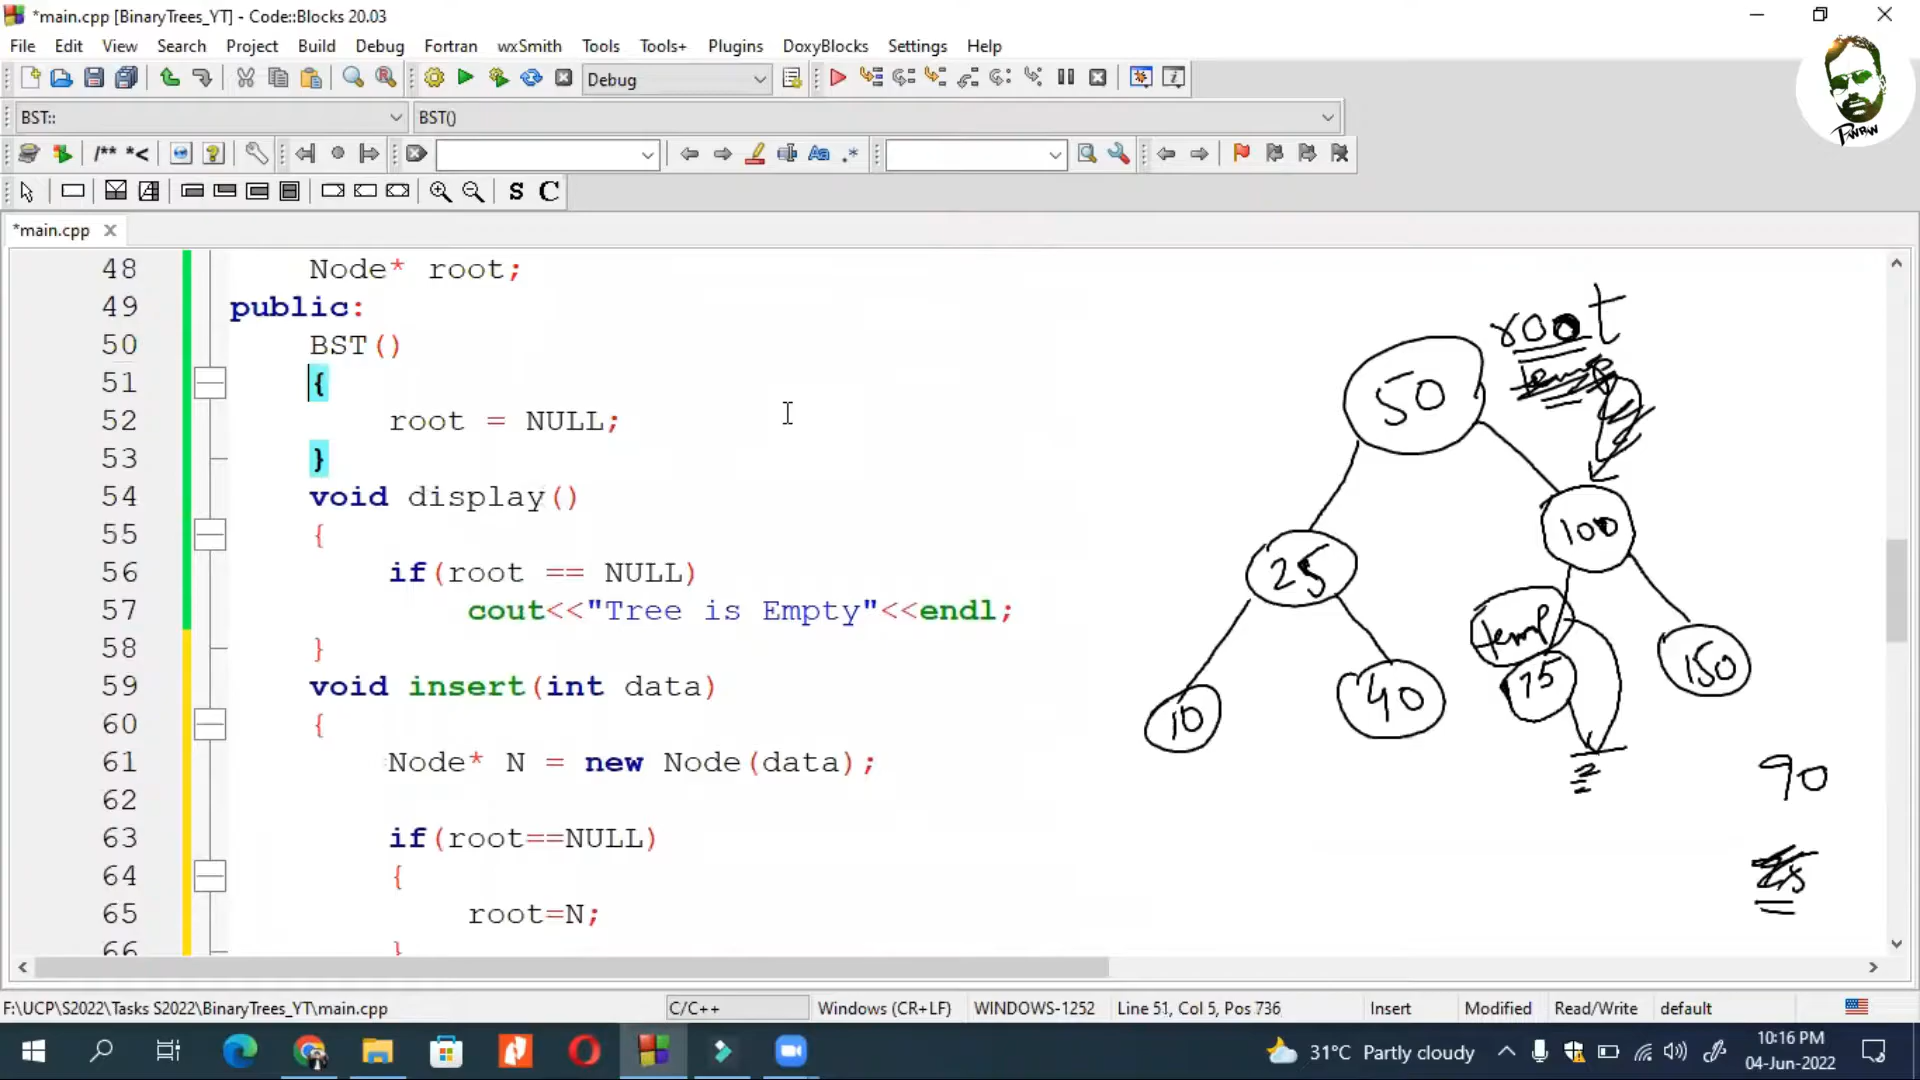 *main.cpp [BinaryTrees_YT] - Code::Blocks 20.03
File Edit View Search Project Build Debug Fortran wxSmith Tools Tools+ Plugins DoxyBlocks Settings Help
Debug
BST:: BST()
/** *<
Aa .*
S C
*main.cpp
48 Node* root;
49 public:
50 BST()
51 {
52 root = NULL;
53 }
54 void display()
55 {
56 if(root == NULL)
57 cout<<"Tree is Empty"<<endl;
58 }
59 void insert(int data)
60 {
61 Node* N = new Node(data);
62
63 if(root==NULL)
64 {
65 root=N;
66 }
root
temp
50
100
25
temp
75
150
10
40
90
F:\UCP\S2022\Tasks S2022\BinaryTrees_YT\main.cpp C/C++ Windows (CR+LF) WINDOWS-1252 Line 51, Col 5, Pos 736 Insert Modified Read/Write default
31°C Partly cloudy
10:16 PM
04-Jun-2022